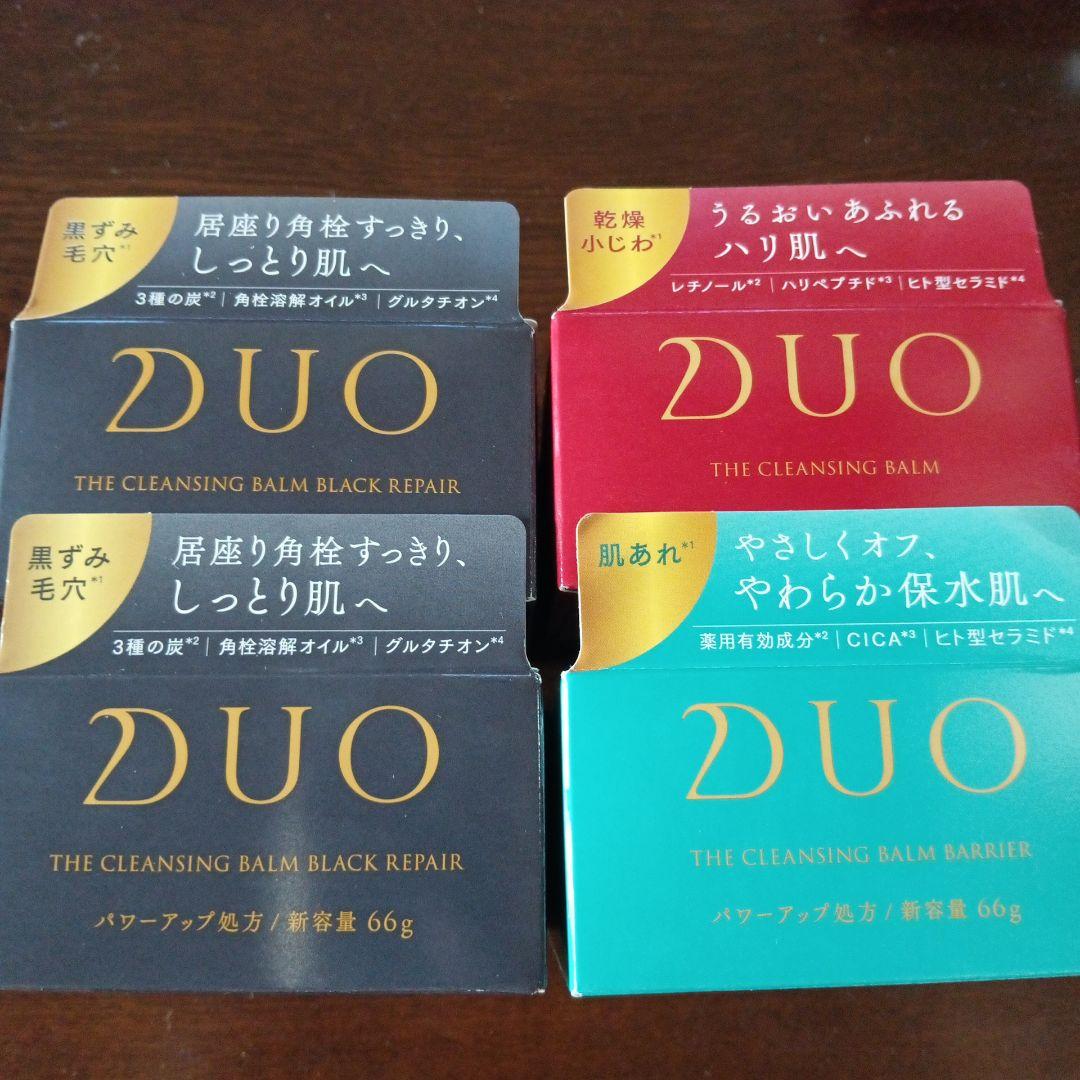 黒ずみ
毛穴*1
居座り角栓すっきり、
しっとり肌へ
3種の炭*2 | 角栓溶解オイル*3 | グルタチオン*4
DUO
THE CLEANSING BALM BLACK REPAIR
乾燥
小じわ*1
うるおいあふれる
ハリ肌へ
レチノール*2 | ハリペプチド*3 | ヒト型セラミド*4
DUO
THE CLEANSING BALM
黒ずみ
毛穴*1
居座り角栓すっきり、
しっとり肌へ
3種の炭*2 | 角栓溶解オイル*3 | グルタチオン*4
DUO
THE CLEANSING BALM BLACK REPAIR
パワーアップ処方 / 新容量 66g
肌あれ*1
やさしくオフ、
やわらか保水肌へ
薬用有効成分*2 | CICA*3 | ヒト型セラミド*4
DUO
THE CLEANSING BALM BARRIER
パワーアップ処方 / 新容量 66g